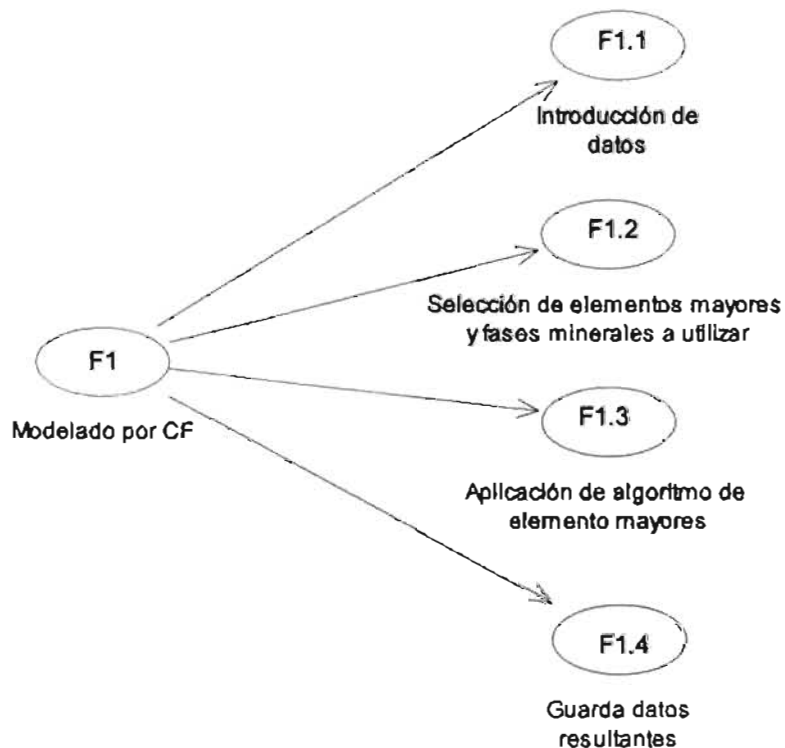 F1.1
Introducción de
datos
F1.2
Selección de elementos mayores
y fases minerales a utilizar
F1
Modelado por CF
F1.3
Aplicación de algoritmo de
elemento mayores
F1.4
Guarda datos
resultantes